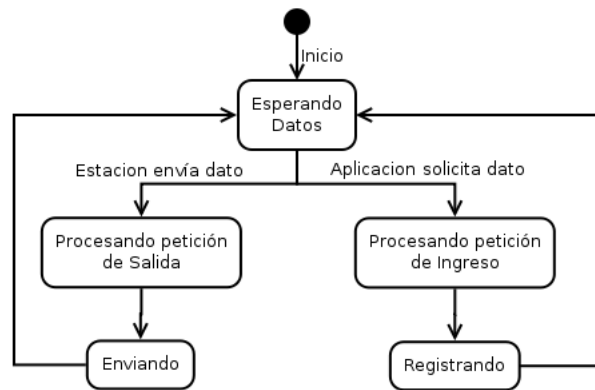 Inicio
Esperando
Datos
Estacion envía dato
Aplicacion solicita dato
Procesando petición
de Salida
Procesando petición
de Ingreso
Enviando
Registrando